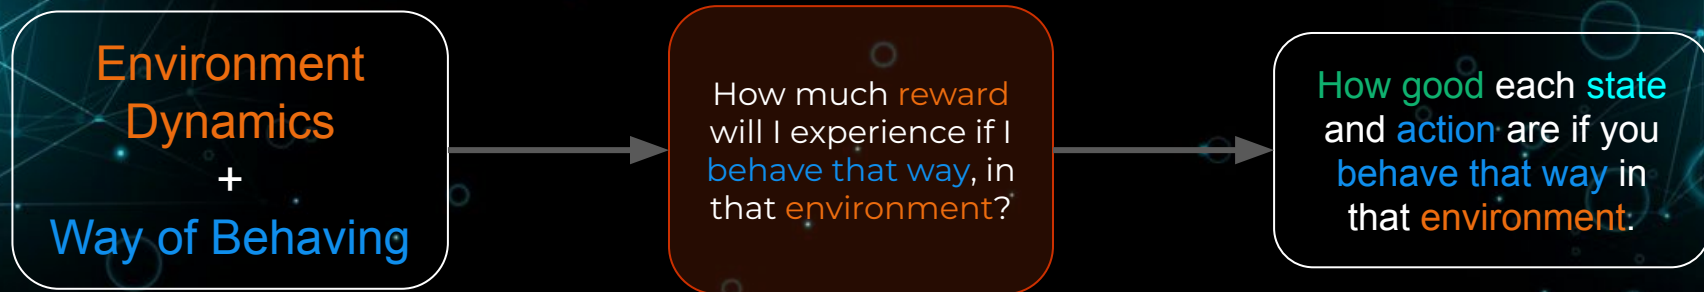 Environment
Dynamics
+
Way of Behaving
How much reward
will I experience if I
behave that way, in
that environment?
How good each state
and action are if you
behave that way in
that environment.